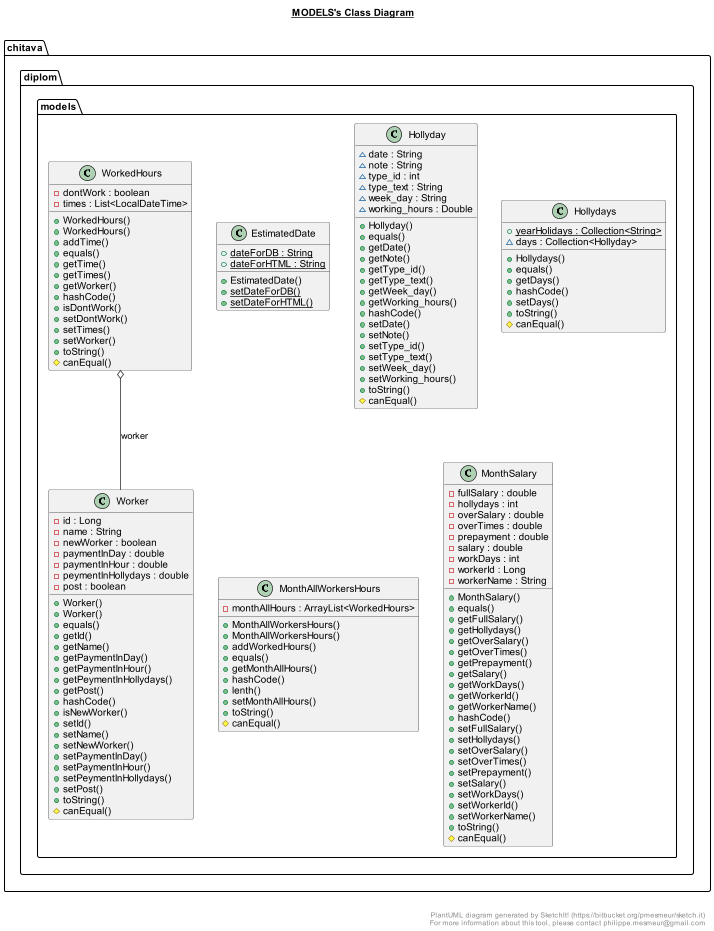 MODELS's Class Diagram
chitava
diplom
models
C WorkedHours
dontWork : boolean
times : List<LocalDateTime>
WorkedHours()
WorkedHours()
addTime()
equals()
getTime()
getTimes()
getWorker()
hashCode()
isDontWork()
setDontWork()
setTimes()
setWorker()
toString()
canEqual()
C EstimatedDate
dateForDB : String
dateForHTML : String
EstimatedDate()
setDateForDB()
setDateForHTML()
C Hollyday
date : String
note : String
type_id : int
type_text : String
week_day : String
working_hours : Double
Hollyday()
equals()
getDate()
getNote()
getType_id()
getType_text()
getWeek_day()
getWorking_hours()
hashCode()
setDate()
setNote()
setType_id()
setType_text()
setWeek_day()
setWorking_hours()
toString()
canEqual()
C Hollydays
yearHolidays : Collection<String>
days : Collection<Hollyday>
Hollydays()
equals()
getDays()
hashCode()
setDays()
toString()
canEqual()
worker
C Worker
id : Long
name : String
newWorker : boolean
paymentInDay : double
paymentInHour : double
peymentInHollydays : double
post : boolean
Worker()
Worker()
equals()
getId()
getName()
getPaymentInDay()
getPaymentInHour()
getPeymentInHollydays()
getPost()
hashCode()
isNewWorker()
setId()
setName()
setNewWorker()
setPaymentInDay()
setPaymentInHour()
setPeymentInHollydays()
setPost()
toString()
canEqual()
C MonthAllWorkersHours
monthAllHours : ArrayList<WorkedHours>
MonthAllWorkersHours()
MonthAllWorkersHours()
addWorkedHours()
equals()
getMonthAllHours()
hashCode()
lenth()
setMonthAllHours()
toString()
canEqual()
C MonthSalary
fullSalary : double
hollydays : int
overSalary : double
overTimes : double
prepayment : double
salary : double
workDays : int
workerId : Long
workerName : String
MonthSalary()
equals()
getFullSalary()
getHollydays()
getOverSalary()
getOverTimes()
getPrepayment()
getSalary()
getWorkDays()
getWorkerId()
getWorkerName()
hashCode()
setFullSalary()
setHollydays()
setOverSalary()
setOverTimes()
setPrepayment()
setSalary()
setWorkDays()
setWorkerId()
setWorkerName()
toString()
canEqual()
PlantUML diagram generated by SketchIt! (https://bitbucket.org/pmesmeur/sketch.it)
For more information about this tool, please contact philippe.mesmeur@gmail.com